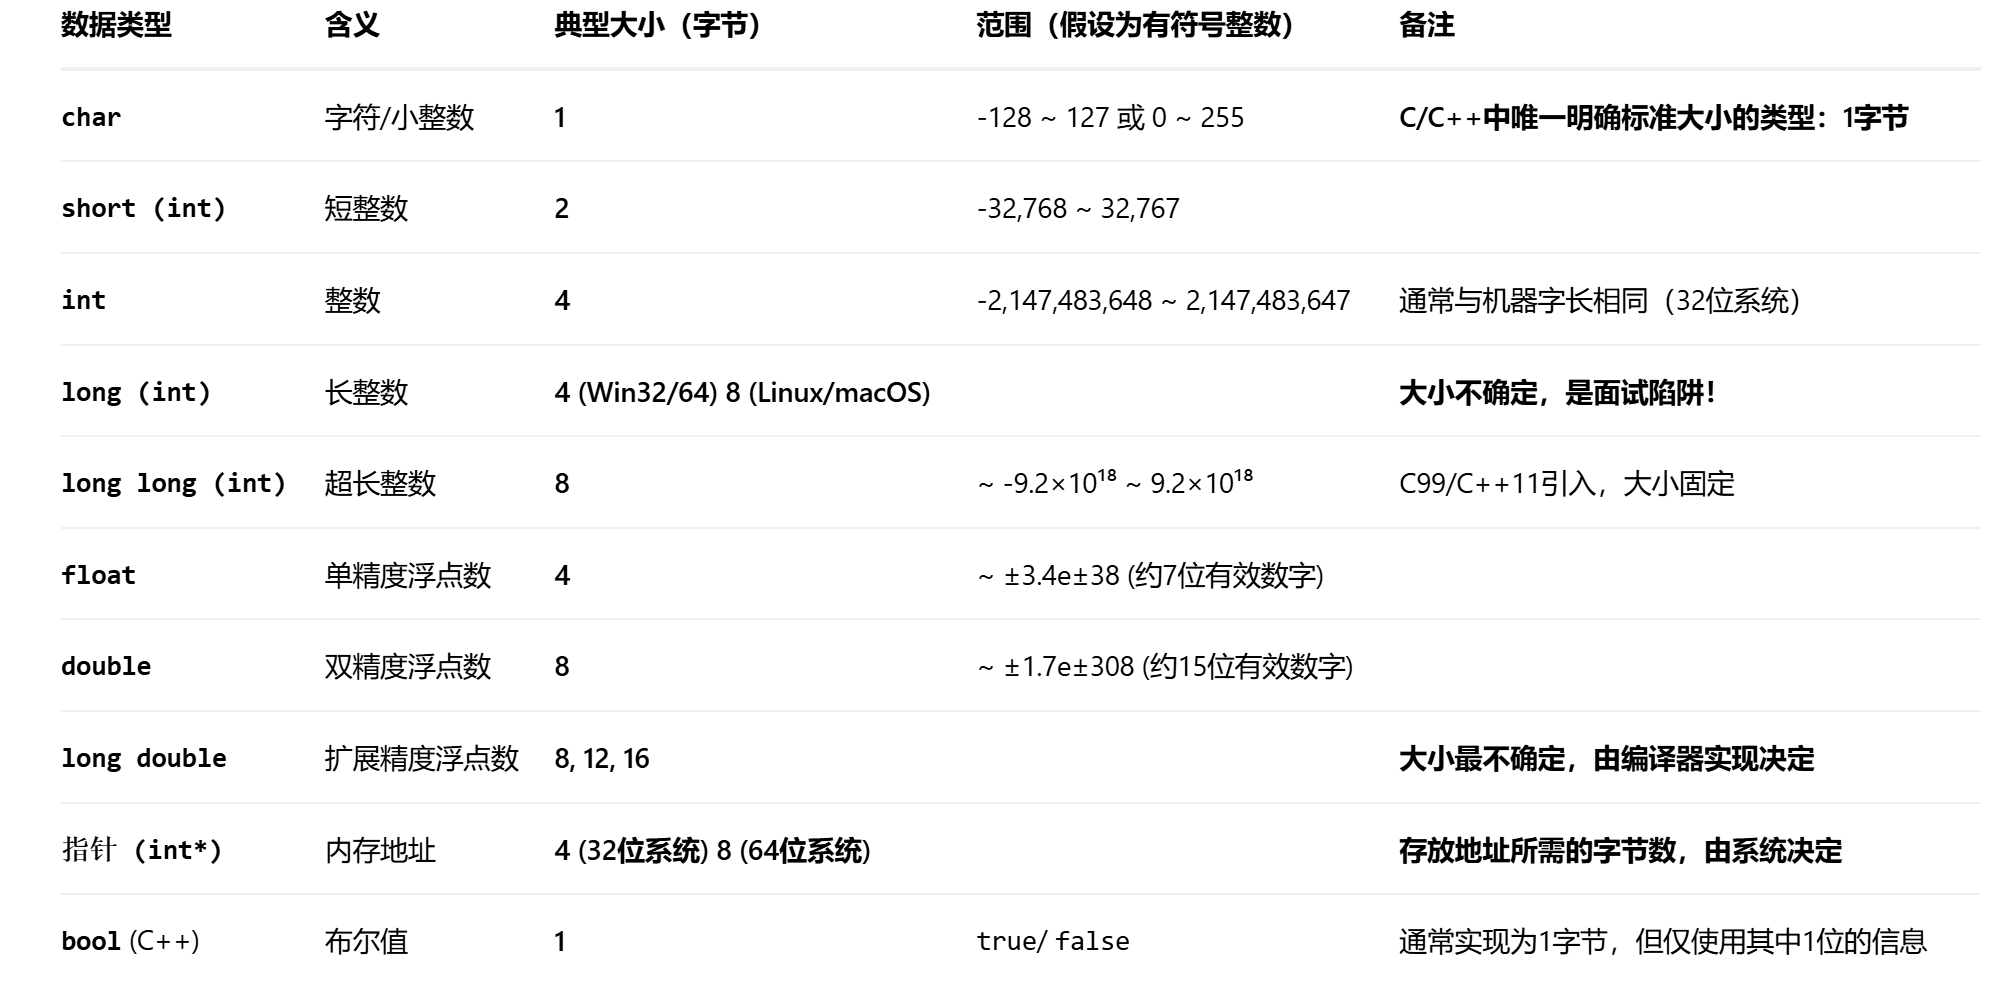 数据类型 含义 典型大小（字节） 范围（假设为有符号整数） 备注
char 字符/小整数 1 -128 ~ 127 或 0 ~ 255 C/C++中唯一明确标准大小的类型：1字节
short (int) 短整数 2 -32,768 ~ 32,767
int 整数 4 -2,147,483,648 ~ 2,147,483,647 通常与机器字长相同（32位系统）
long (int) 长整数 4 (Win32/64) 8 (Linux/macOS) 大小不确定，是面试陷阱！
long long (int) 超长整数 8 ~ -9.2×10¹⁸ ~ 9.2×10¹⁸ C99/C++11引入，大小固定
float 单精度浮点数 4 ~ ±3.4e±38 (约7位有效数字)
double 双精度浮点数 8 ~ ±1.7e±308 (约15位有效数字)
long double 扩展精度浮点数 8, 12, 16 大小最不确定，由编译器实现决定
指针 (int*) 内存地址 4 (32位系统) 8 (64位系统) 存放地址所需的字节数，由系统决定
bool (C++) 布尔值 1 true/ false 通常实现为1字节，但仅使用其中1位的信息